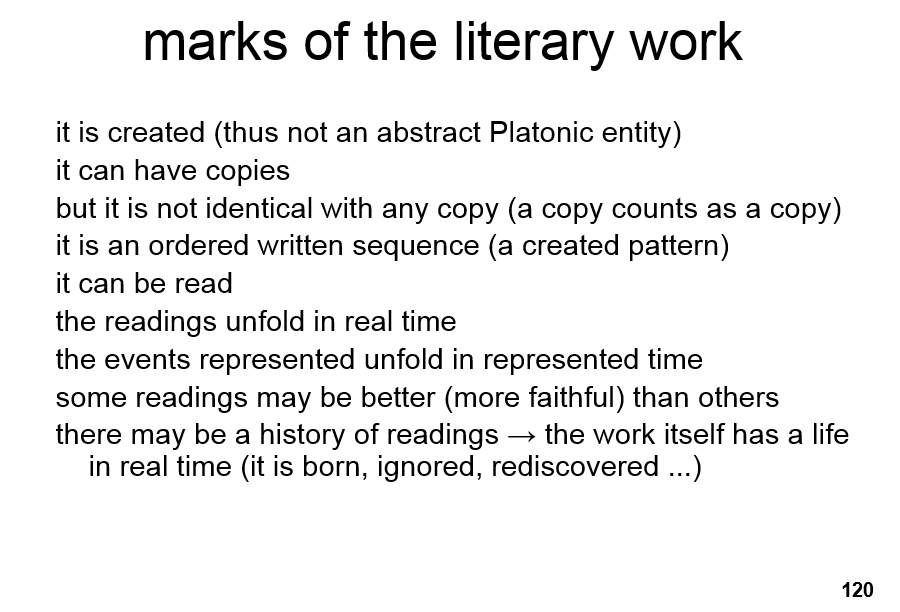 marks of the literary work
it is created (thus not an abstract Platonic entity)
it can have copies
but it is not identical with any copy (a copy counts as a copy)
it is an ordered written sequence (a created pattern)
it can be read
the readings unfold in real time
the events represented unfold in represented time
some readings may be better (more faithful) than others
there may be a history of readings → the work itself has a life
in real time (it is born, ignored, rediscovered ...)
120